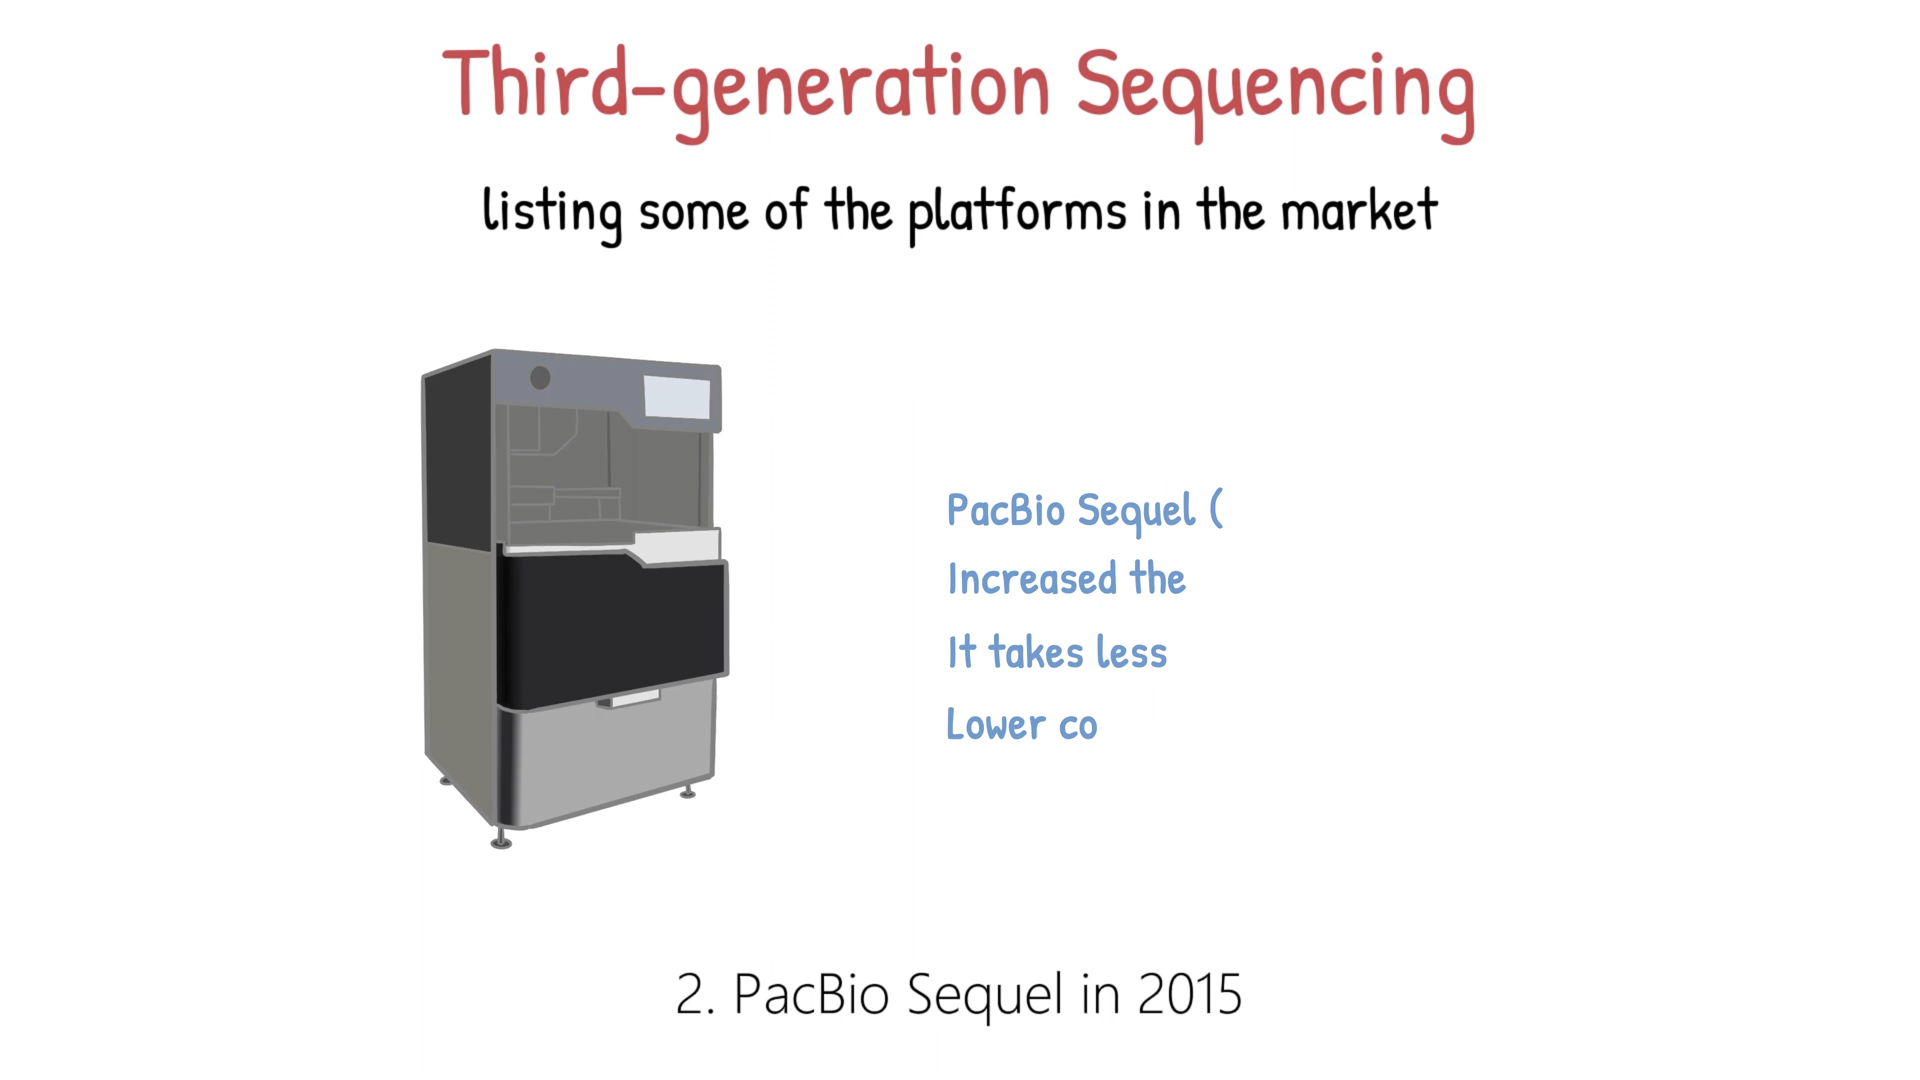 Third-generation Sequencing
listing some of the platforms in the market
PacBio Sequel (
Increased the
It takes less
Lower co
2. PacBio Sequel in 2015